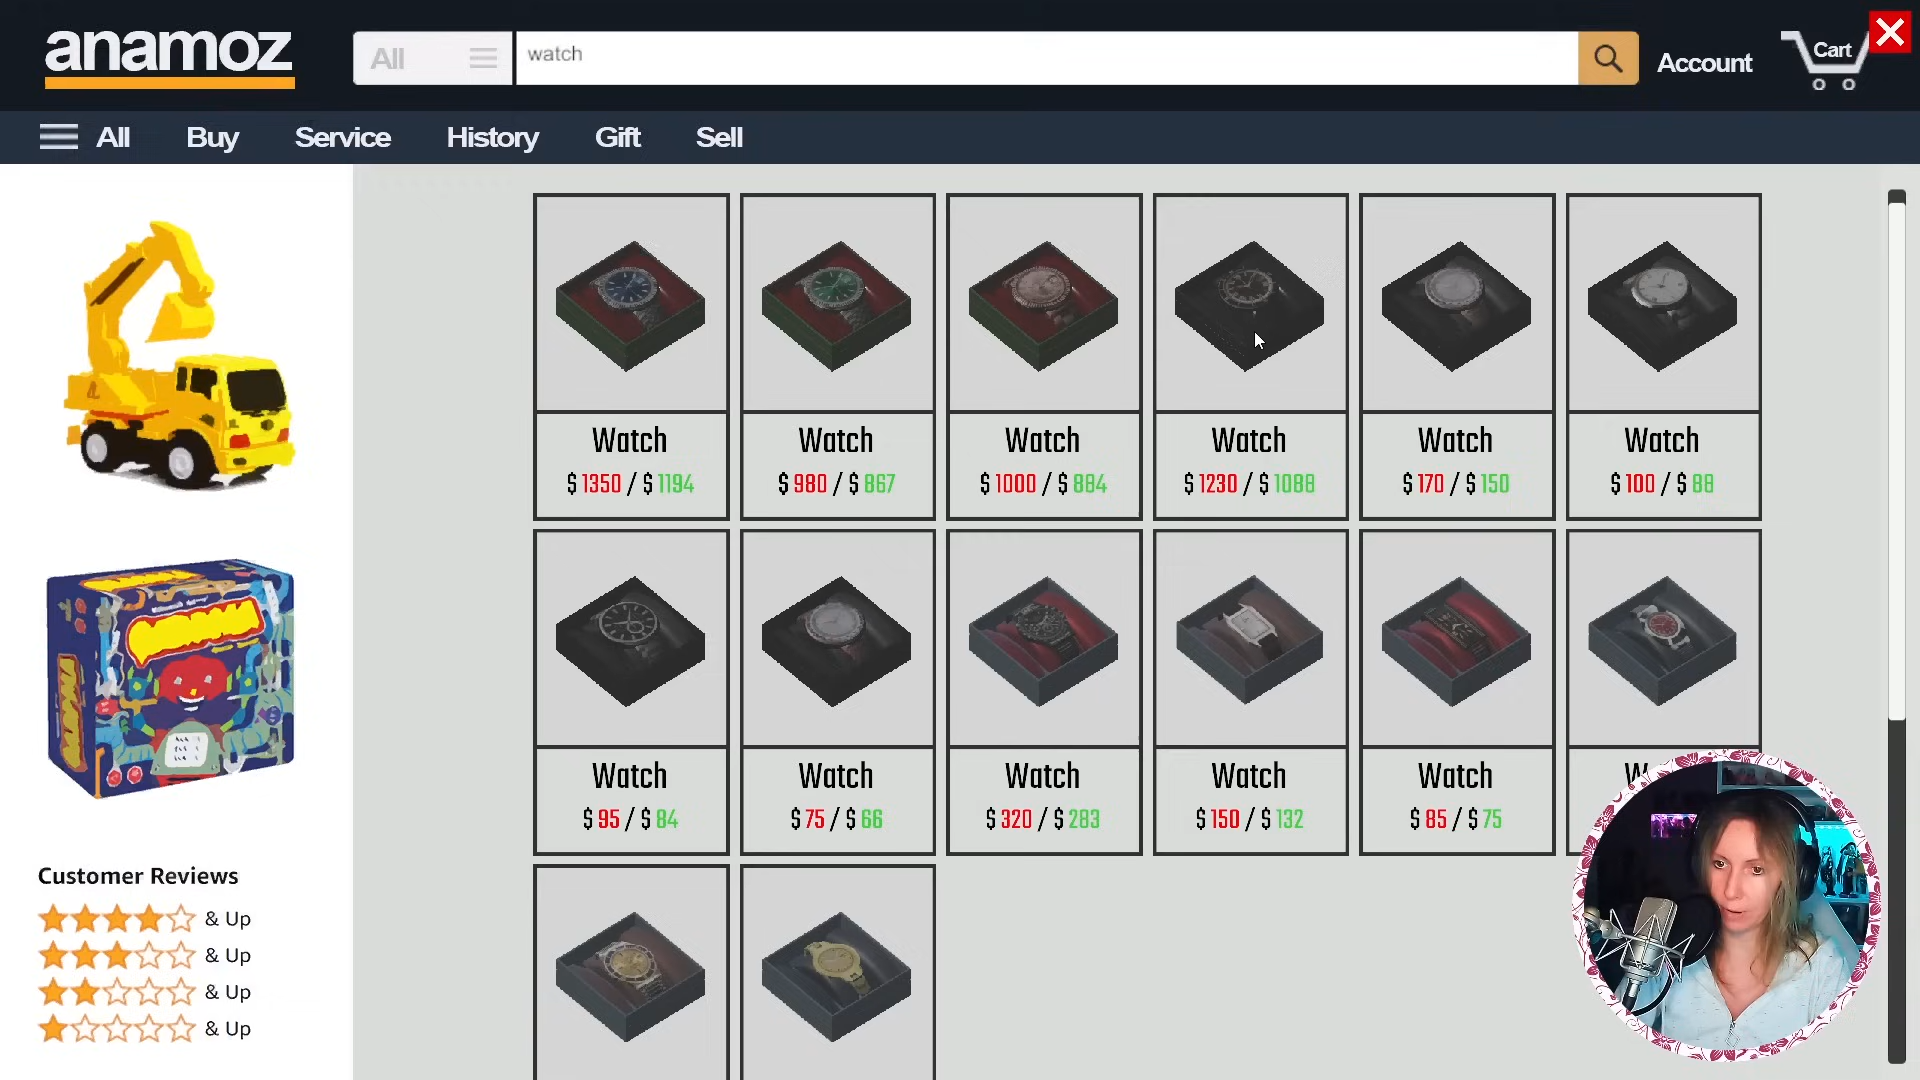 anamoz
All
watch
Account
Cart
All
Buy
Service
History
Gift
Sell
Watch
$ 1350 / $ 1194
Watch
$ 980 / $ 867
Watch
$ 1000 / $ 884
Watch
$ 1230 / $ 1088
Watch
$ 170 / $ 150
Watch
$ 100 / $ 88
Watch
$ 95 / $ 84
Watch
$ 75 / $ 66
Watch
$ 320 / $ 283
Watch
$ 150 / $ 132
Watch
$ 85 / $ 75
Customer Reviews
& Up
& Up
& Up
& Up